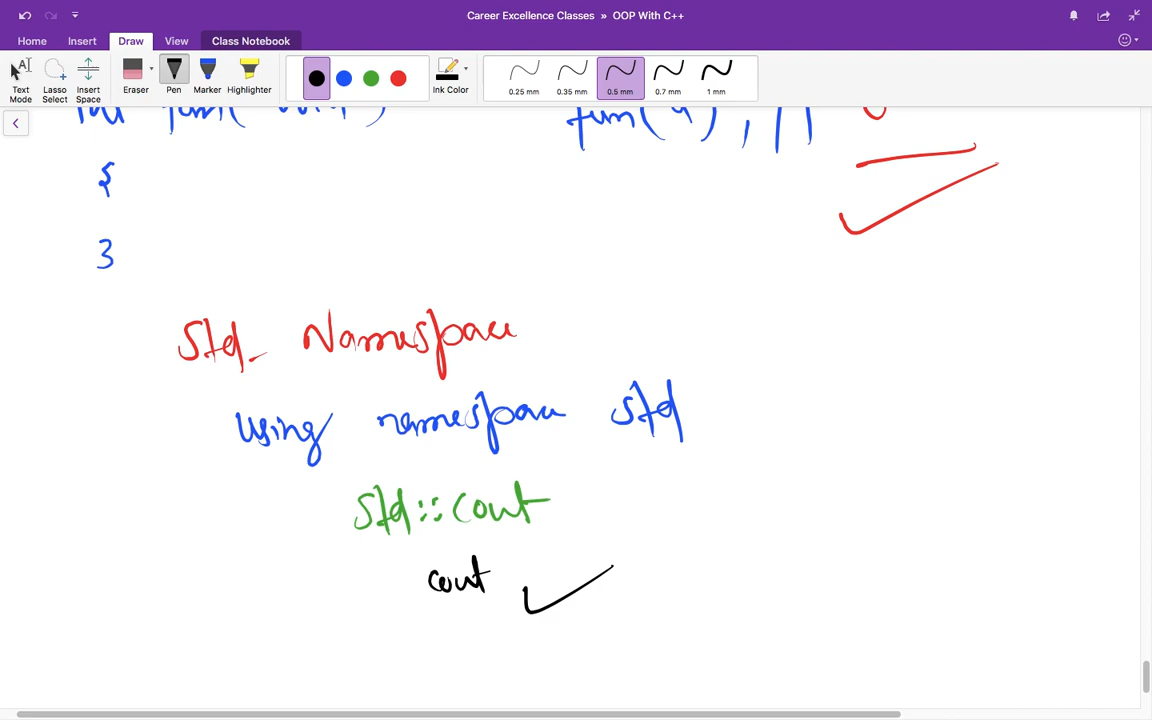 Career Excellence Classes » OOP With C++
Home Insert Draw View Class Notebook
Text Mode Lasso Select Insert Space Eraser Pen Marker Highlighter Ink Color 0.25 mm 0.35 mm 0.5 mm 0.7 mm 1 mm
{
}
Std Namespace
using namespace std
Std::cout
cout